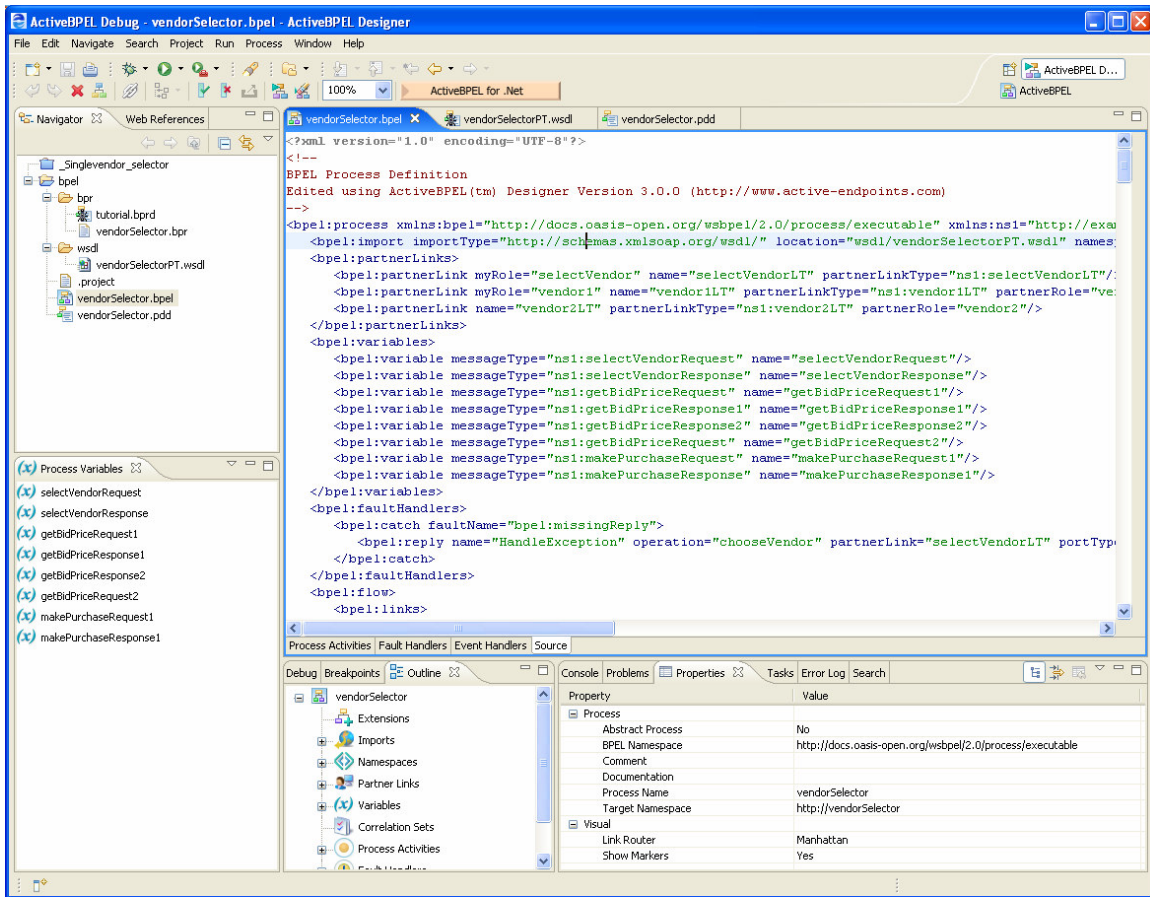 ActiveBPEL Debug - vendorSelector.bpel - ActiveBPEL Designer
File Edit Navigate Search Project Run Process Window Help
ActiveBPEL D...
100%
ActiveBPEL for .Net
ActiveBPEL
Navigator
Web References
_Singlevendor_selector
bpel
bpr
tutorial.bprd
vendorSelector.bpr
wsdl
vendorSelectorPT.wsdl
.project
vendorSelector.bpel
vendorSelector.pdd
(x) Process Variables
(x) selectVendorRequest
(x) selectVendorResponse
(x) getBidPriceRequest1
(x) getBidPriceResponse1
(x) getBidPriceResponse2
(x) getBidPriceRequest2
(x) makePurchaseRequest1
(x) makePurchaseResponse1
vendorSelector.bpel
vendorSelectorPT.wsdl
vendorSelector.pdd
<?xml version="1.0" encoding="UTF-8"?>
<!--
BPEL Process Definition
Edited using ActiveBPEL(tm) Designer Version 3.0.0 (http://www.active-endpoints.com)
-->
<bpel:process xmlns:bpel="http://docs.oasis-open.org/wsbpel/2.0/process/executable" xmlns:ns1="http://exam
<bpel:import importType="http://schemas.xmlsoap.org/wsdl/" location="wsdl/vendorSelectorPT.wsdl" names
<bpel:partnerLinks>
<bpel:partnerLink myRole="selectVendor" name="selectVendorLT" partnerLinkType="ns1:selectVendorLT"/
<bpel:partnerLink myRole="vendor1" name="vendor1LT" partnerLinkType="ns1:vendor1LT" partnerRole="ve
<bpel:partnerLink name="vendor2LT" partnerLinkType="ns1:vendor2LT" partnerRole="vendor2"/>
</bpel:partnerLinks>
<bpel:variables>
<bpel:variable messageType="ns1:selectVendorRequest" name="selectVendorRequest"/>
<bpel:variable messageType="ns1:selectVendorResponse" name="selectVendorResponse"/>
<bpel:variable messageType="ns1:getBidPriceRequest" name="getBidPriceRequest1"/>
<bpel:variable messageType="ns1:getBidPriceResponse1" name="getBidPriceResponse1"/>
<bpel:variable messageType="ns1:getBidPriceResponse2" name="getBidPriceResponse2"/>
<bpel:variable messageType="ns1:getBidPriceRequest" name="getBidPriceRequest2"/>
<bpel:variable messageType="ns1:makePurchaseRequest" name="makePurchaseRequest1"/>
<bpel:variable messageType="ns1:makePurchaseResponse" name="makePurchaseResponse1"/>
</bpel:variables>
<bpel:faultHandlers>
<bpel:catch faultName="bpel:missingReply">
<bpel:reply name="HandleException" operation="chooseVendor" partnerLink="selectVendorLT" portTyp
</bpel:catch>
</bpel:faultHandlers>
<bpel:flow>
<bpel:links>
Process Activities Fault Handlers Event Handlers Source
Debug Breakpoints Outline
vendorSelector
Extensions
Imports
Namespaces
Partner Links
(x) Variables
Correlation Sets
Process Activities
Console Problems Properties Tasks Error Log Search
Property Value
Process
Abstract Process No
BPEL Namespace http://docs.oasis-open.org/wsbpel/2.0/process/executable
Comment
Documentation
Process Name vendorSelector
Target Namespace http://vendorSelector
Visual
Link Router Manhattan
Show Markers Yes